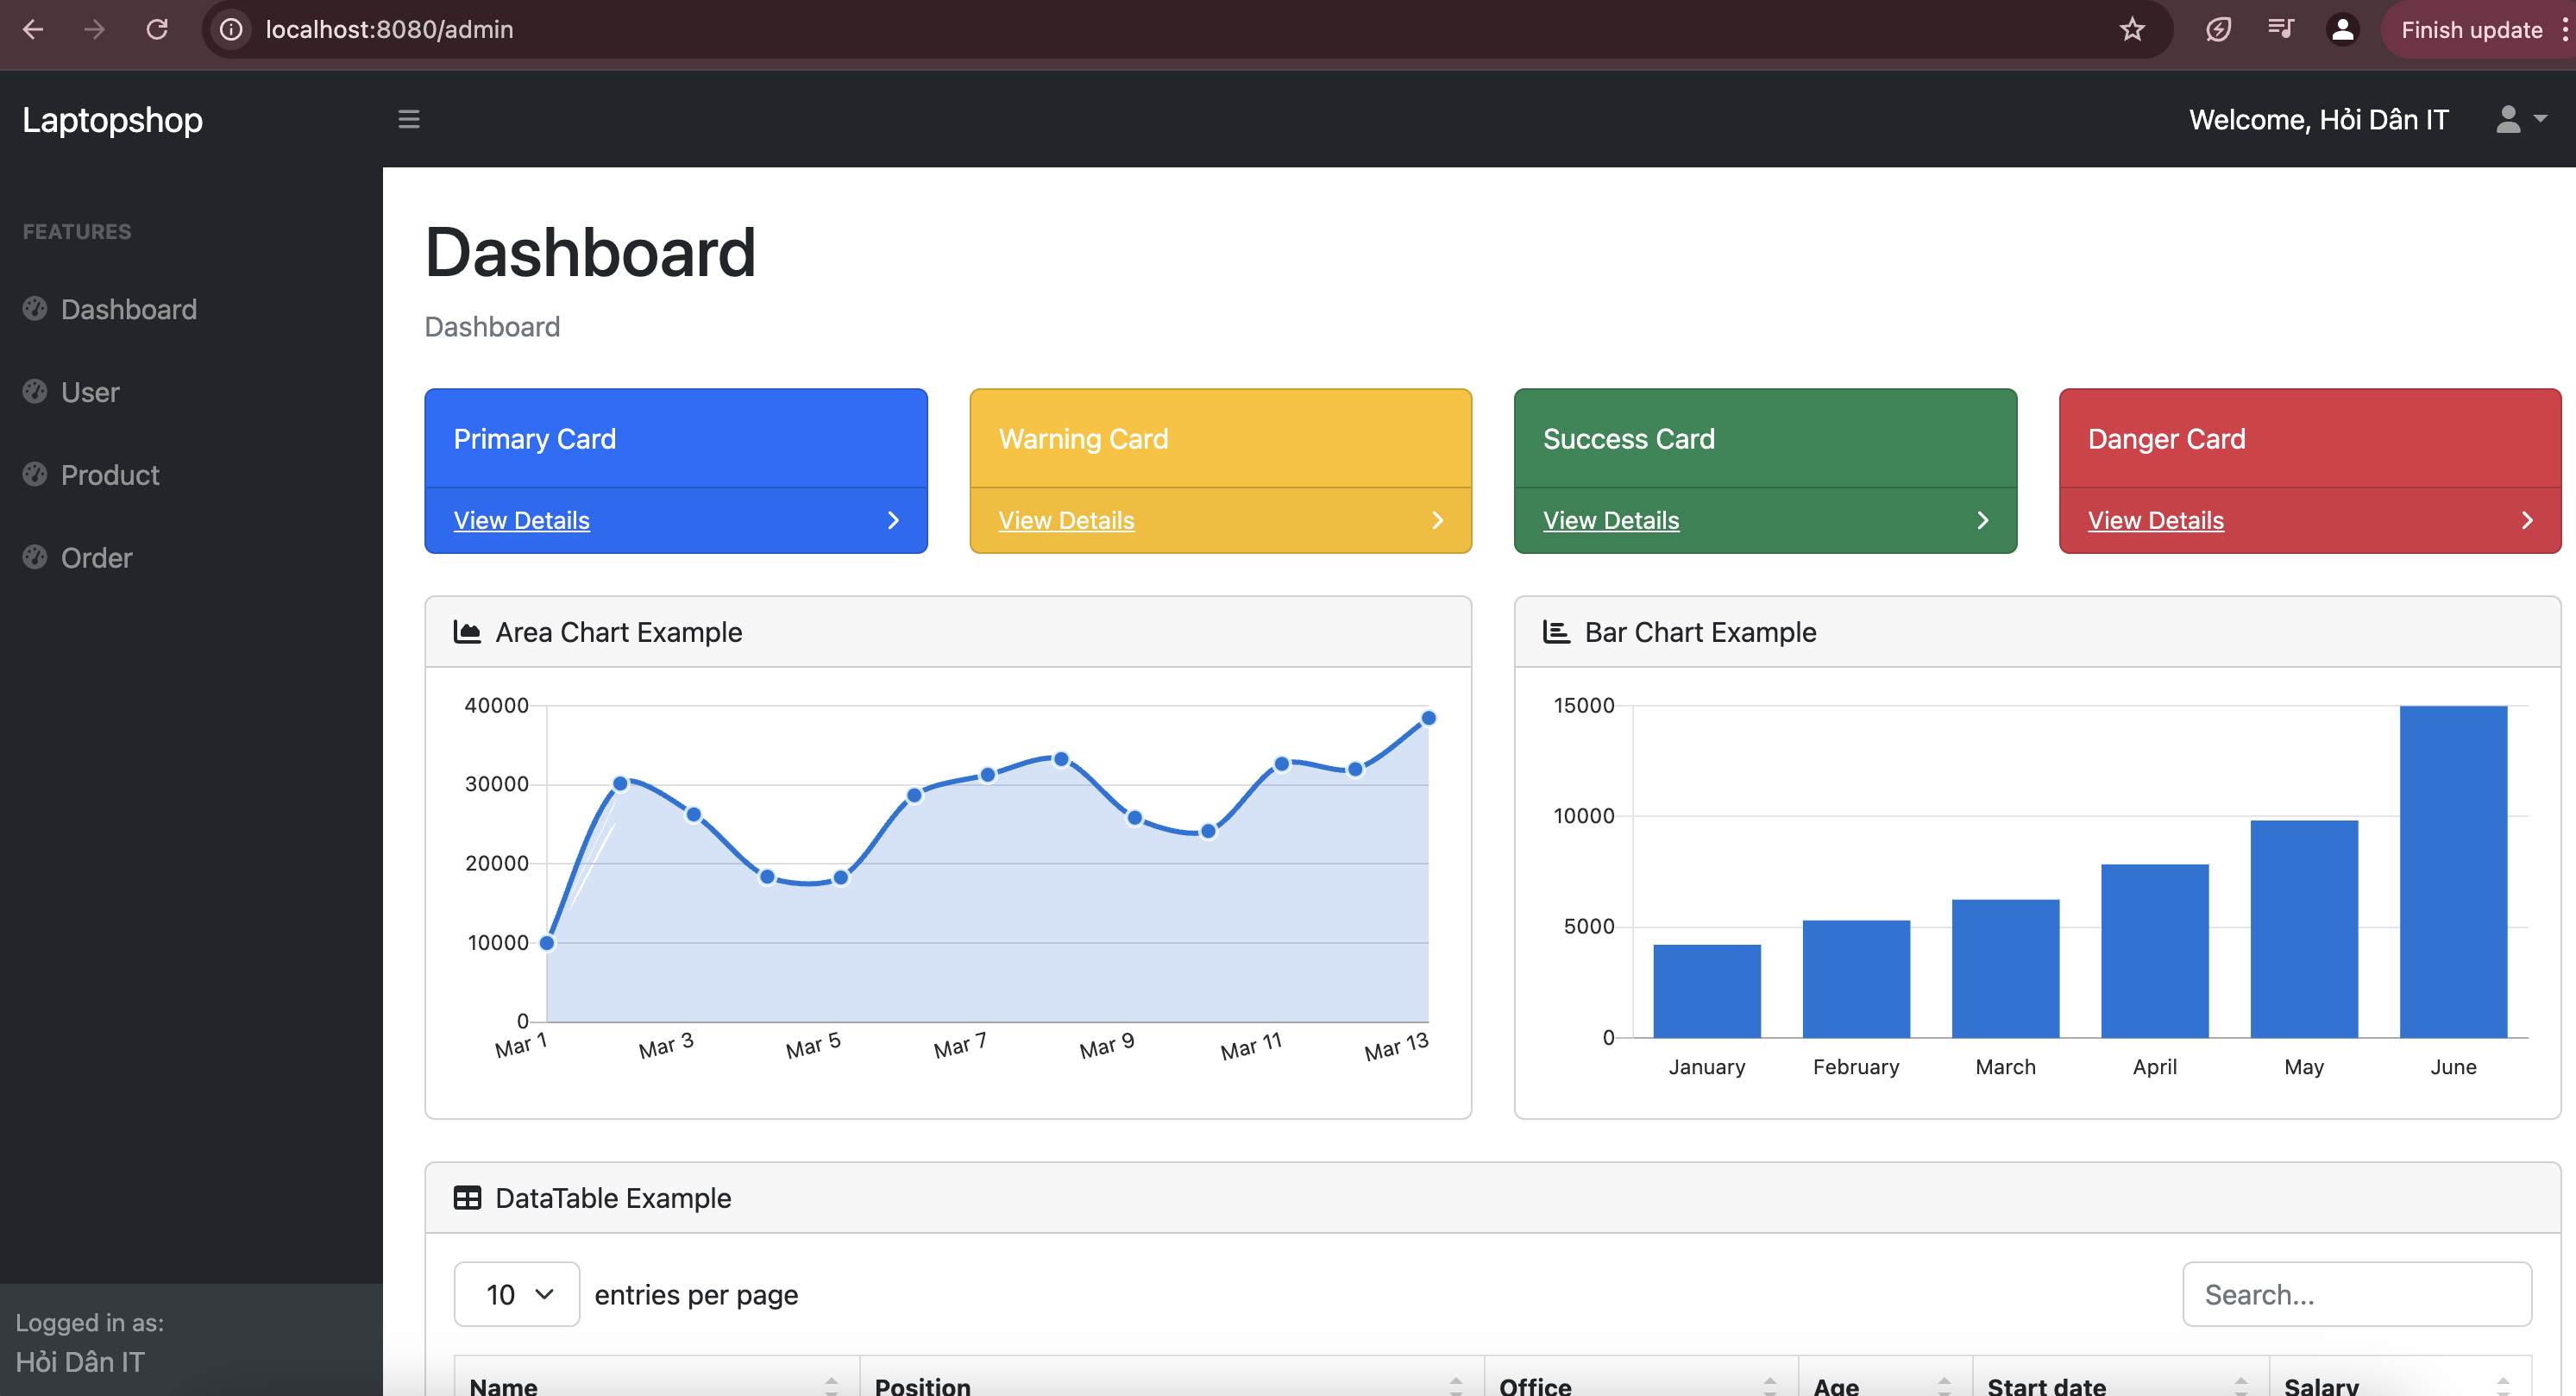 localhost:8080/admin
Finish update
Laptopshop
Welcome, Hỏi Dân IT
FEATURES
Dashboard
User
Product
Order
Logged in as:
Hỏi Dân IT
Dashboard
Dashboard
Primary Card
View Details
Warning Card
View Details
Success Card
View Details
Danger Card
View Details
Area Chart Example
40000
30000
20000
10000
0
Mar 1 Mar 3 Mar 5 Mar 7 Mar 9 Mar 11 Mar 13
Bar Chart Example
15000
10000
5000
0
January February March April May June
DataTable Example
10 entries per page
Search...
Name Position Office Age Start date Salary